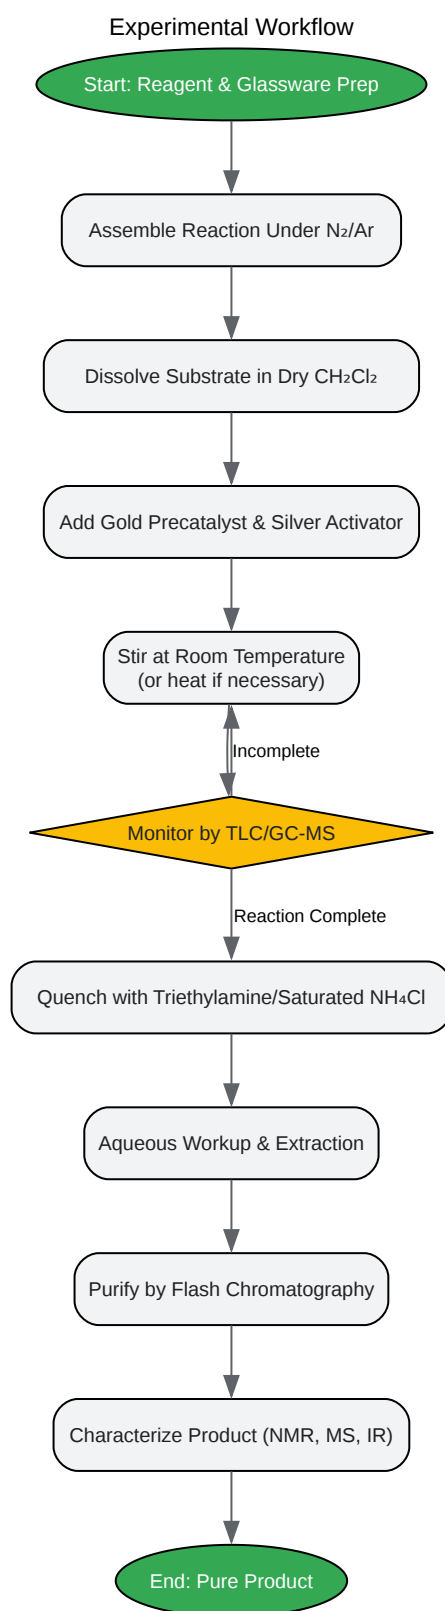 Experimental Workflow
Start: Reagent & Glassware Prep
Assemble Reaction Under N₂/Ar
Dissolve Substrate in Dry CH₂Cl₂
Add Gold Precatalyst & Silver Activator
Stir at Room Temperature
(or heat if necessary)
Incomplete
Monitor by TLC/GC-MS
Reaction Complete
Quench with Triethylamine/Saturated NH₄Cl
Aqueous Workup & Extraction
Purify by Flash Chromatography
Characterize Product (NMR, MS, IR)
End: Pure Product